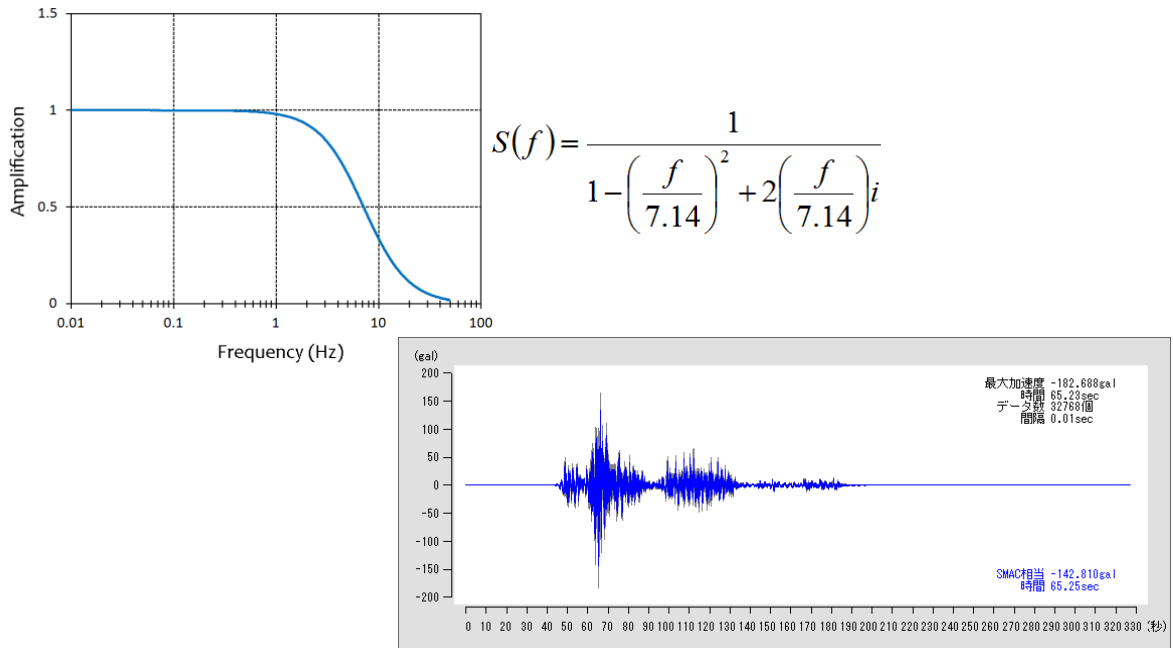 1.5
1
0.5
0
Amplification
0.01 0.1 1 10 100
Frequency (Hz)
S(f) = 1 / (1 − (f / 7.14)² + 2(f / 7.14)i)
(gal)
200
150
100
50
0
-50
-100
-150
-200
最大加速度 -182.688gal
時間 65.23sec
データ数 32768個
間隔 0.01sec
SMAC相当 -142.810gal
時間 65.25sec
0 10 20 30 40 50 60 70 80 90 100 110 120 130 140 150 160 170 180 190 200 210 220 230 240 250 260 270 280 290 300 310 320 330 (秒)